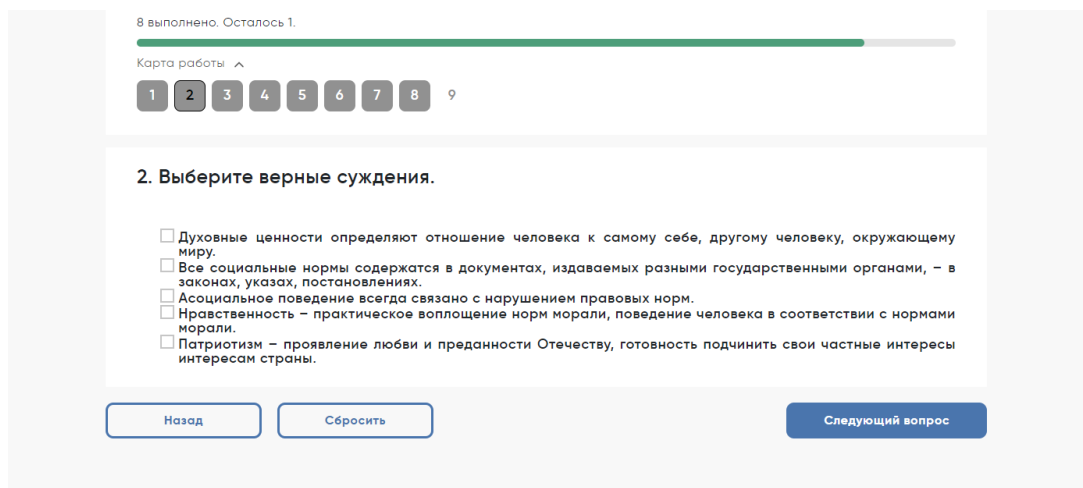 8 выполнено. Осталось 1.
Карта работы
1 2 3 4 5 6 7 8 9
2. Выберите верные суждения.
Духовные ценности определяют отношение человека к самому себе, другому человеку, окружающему
миру.
Все социальные нормы содержатся в документах, издаваемых разными государственными органами, – в
законах, указах, постановлениях.
Асоциальное поведение всегда связано с нарушением правовых норм.
Нравственность – практическое воплощение норм морали, поведение человека в соответствии с нормами
морали.
Патриотизм – проявление любви и преданности Отечеству, готовность подчинить свои частные интересы
интересам страны.
Назад Сбросить Следующий вопрос